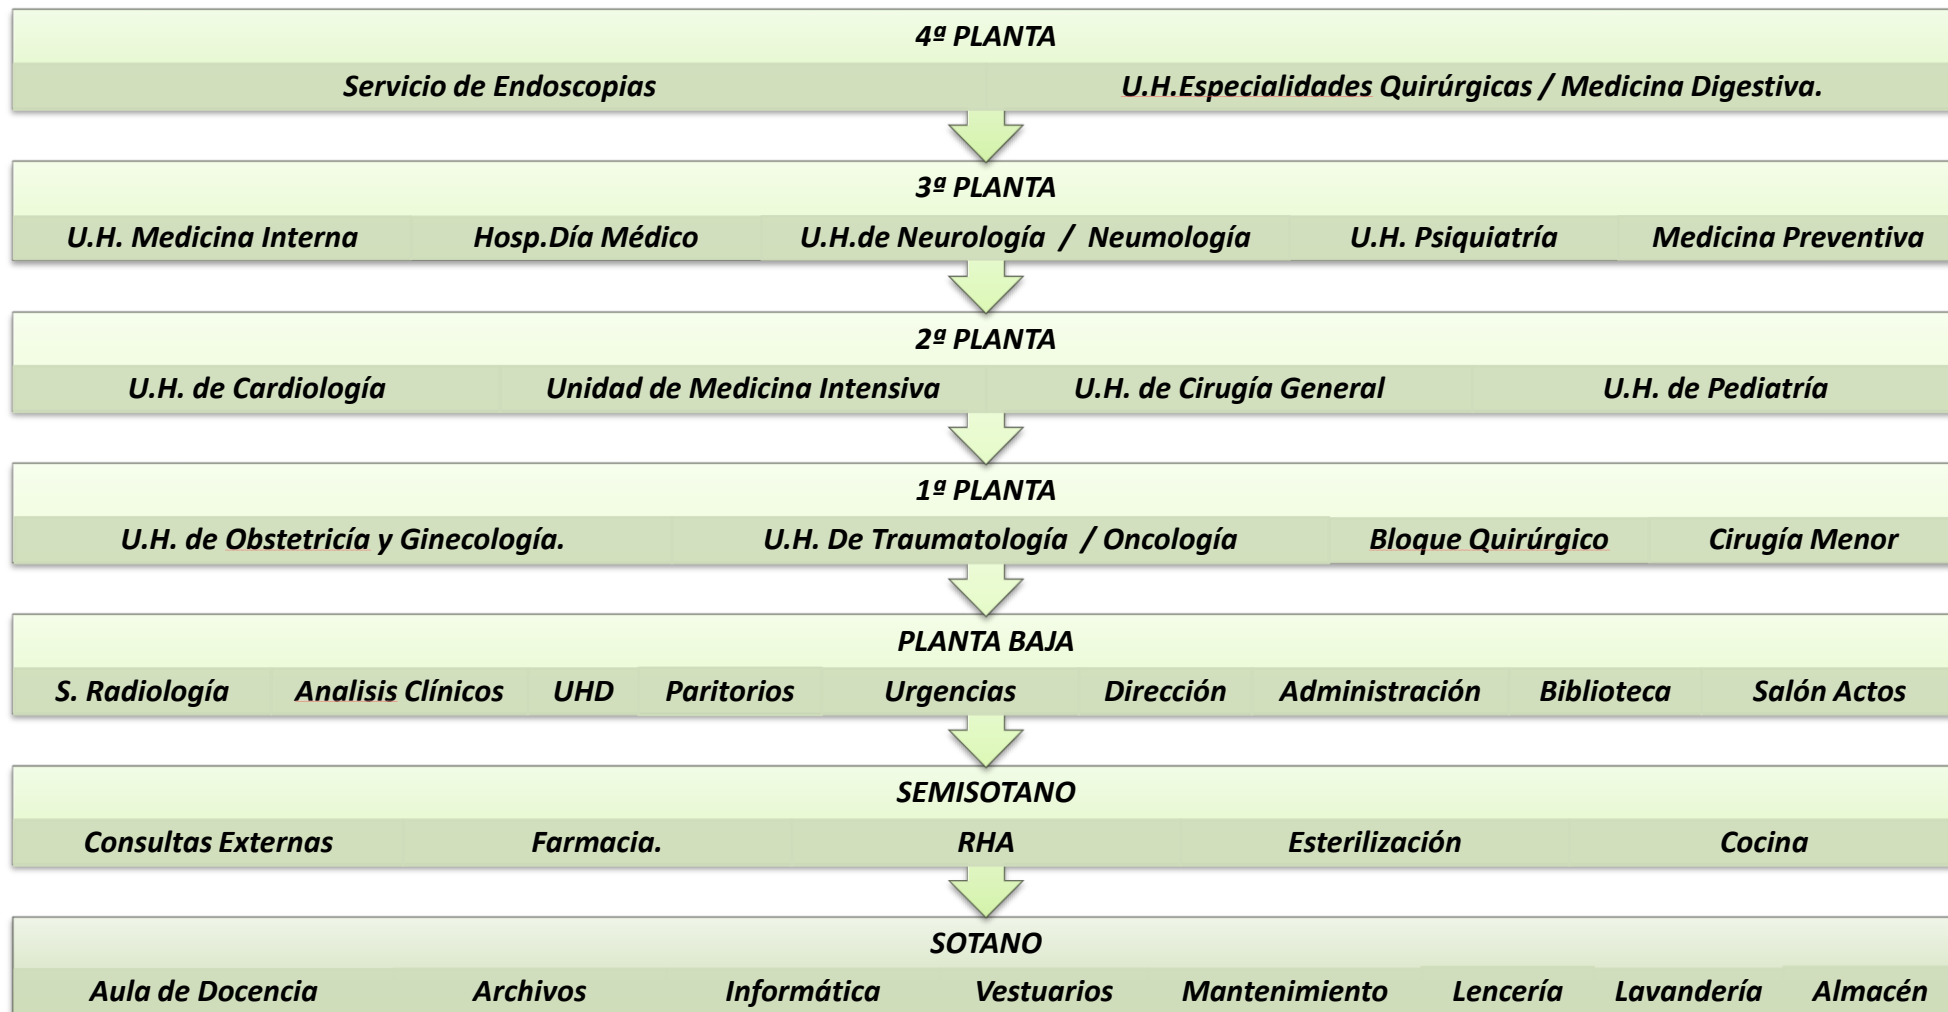 4ª PLANTA
Servicio de Endoscopias U.H.Especialidades Quirúrgicas / Medicina Digestiva.
3ª PLANTA
U.H. Medicina Interna Hosp.Día Médico U.H.de Neurología / Neumología U.H. Psiquiatría Medicina Preventiva
2ª PLANTA
U.H. de Cardiología Unidad de Medicina Intensiva U.H. de Cirugía General U.H. de Pediatría
1ª PLANTA
U.H. de Obstetricía y Ginecología. U.H. De Traumatología / Oncología Bloque Quirúrgico Cirugía Menor
PLANTA BAJA
S. Radiología Analisis Clínicos UHD Paritorios Urgencias Dirección Administración Biblioteca Salón Actos
SEMISOTANO
Consultas Externas Farmacia. RHA Esterilización Cocina
SOTANO
Aula de Docencia Archivos Informática Vestuarios Mantenimiento Lencería Lavandería Almacén